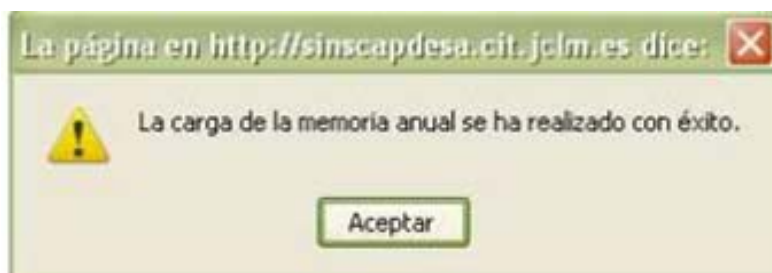 La página en http://sinscapdesa.cit.jclm.es dice:
La carga de la memoria anual se ha realizado con éxito.
Aceptar